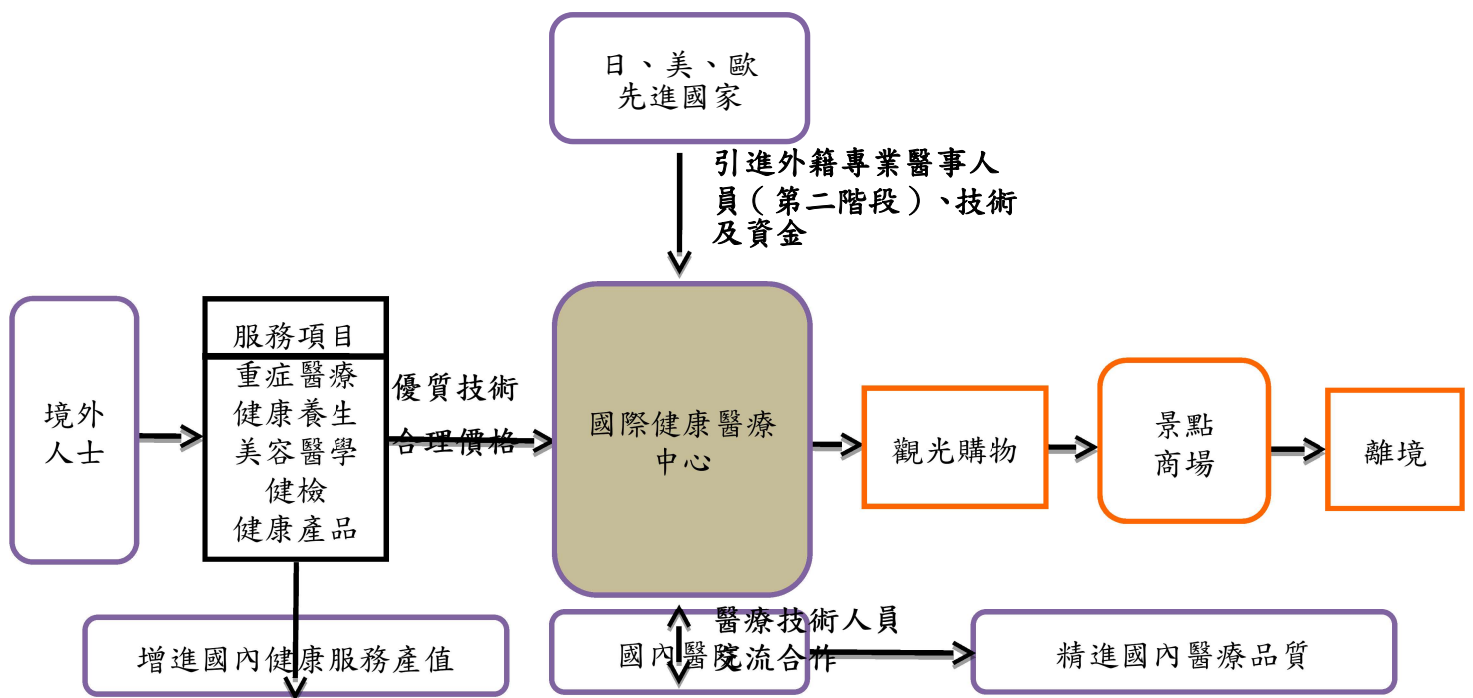 日、美、歐
先進國家
引進外籍專業醫事人
員（第二階段）、技術
及資金
境外
人士
服務項目
重症醫療
健康養生
美容醫學
健檢
健康產品
優質技術
合理價格
國際健康醫療
中心
觀光購物
景點
商場
離境
增進國內健康服務產值
國內醫院
醫療技術人員
交流合作
精進國內醫療品質